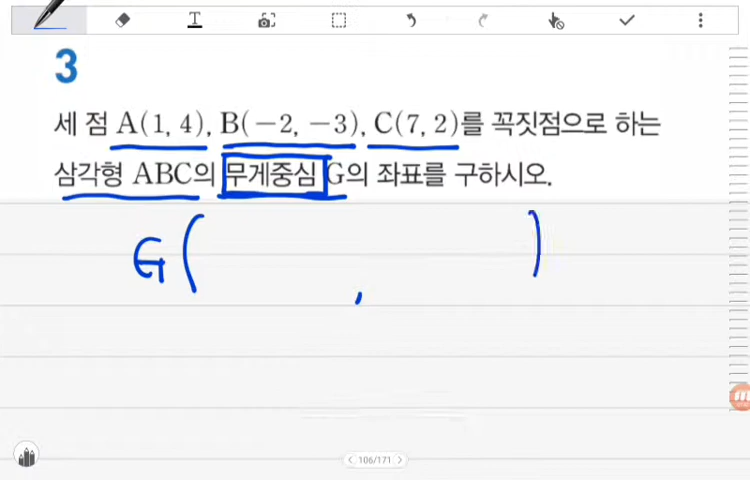 T
3
세 점 A(1, 4), B(−2, −3), C(7, 2)를 꼭짓점으로 하는
삼각형 ABC의 무게중심 G의 좌표를 구하시오.
G( , )
106/171